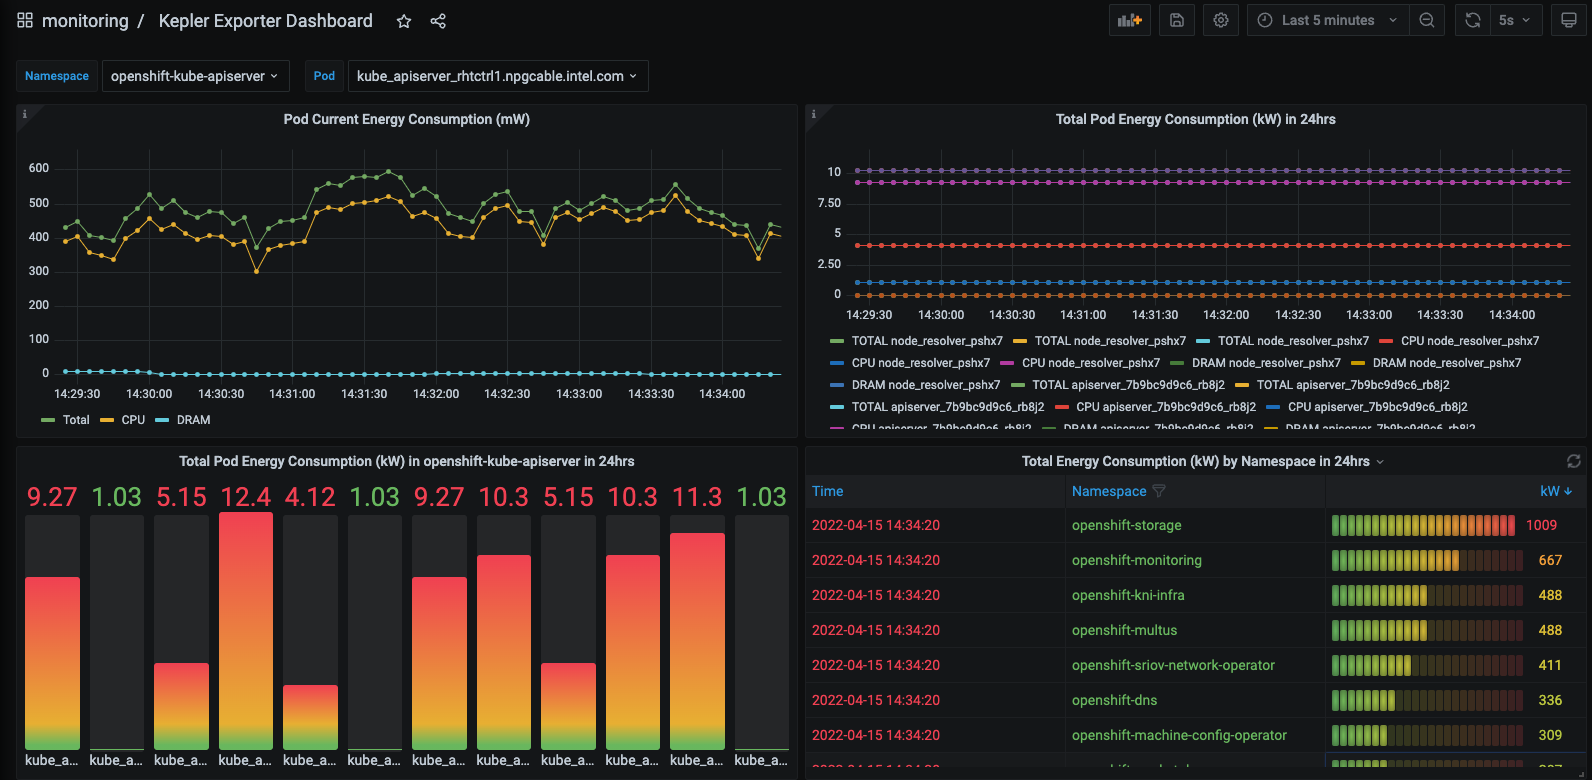 monitoring / Kepler Exporter Dashboard
Last 5 minutes
5s
Namespace openshift-kube-apiserver
Pod kube_apiserver_rhtctrl1.npgcable.intel.com
Pod Current Energy Consumption (mW)
600
500
400
300
200
100
0
14:29:30 14:30:00 14:30:30 14:31:00 14:31:30 14:32:00 14:32:30 14:33:00 14:33:30 14:34:00
Total CPU DRAM
Total Pod Energy Consumption (kW) in 24hrs
10
7.50
5
2.50
0
14:29:30 14:30:00 14:30:30 14:31:00 14:31:30 14:32:00 14:32:30 14:33:00 14:33:30 14:34:00
TOTAL node_resolver_pshx7 TOTAL node_resolver_pshx7 TOTAL node_resolver_pshx7 CPU node_resolver_pshx7
CPU node_resolver_pshx7 CPU node_resolver_pshx7 DRAM node_resolver_pshx7 DRAM node_resolver_pshx7
DRAM node_resolver_pshx7 TOTAL apiserver_7b9bc9d9c6_rb8j2 TOTAL apiserver_7b9bc9d9c6_rb8j2
TOTAL apiserver_7b9bc9d9c6_rb8j2 CPU apiserver_7b9bc9d9c6_rb8j2 CPU apiserver_7b9bc9d9c6_rb8j2
CPU apiserver_7b9bc9d9c6_rb8j2 DRAM apiserver_7b9bc9d9c6_rb8j2 DRAM apiserver_7b9bc9d9c6_rb8j2
Total Pod Energy Consumption (kW) in openshift-kube-apiserver in 24hrs
9.27 1.03 5.15 12.4 4.12 1.03 9.27 10.3 5.15 10.3 11.3 1.03
kube_a... kube_a... kube_a... kube_a... kube_a... kube_a... kube_a... kube_a... kube_a... kube_a... kube_a... kube_a...
Total Energy Consumption (kW) by Namespace in 24hrs
Time Namespace kW
2022-04-15 14:34:20 openshift-storage 1009
2022-04-15 14:34:20 openshift-monitoring 667
2022-04-15 14:34:20 openshift-kni-infra 488
2022-04-15 14:34:20 openshift-multus 488
2022-04-15 14:34:20 openshift-sriov-network-operator 411
2022-04-15 14:34:20 openshift-dns 336
2022-04-15 14:34:20 openshift-machine-config-operator 309